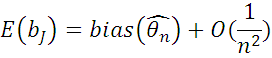 $E(b_J) = bias(\widehat{\theta_n}) + O(\frac{1}{n^2})$